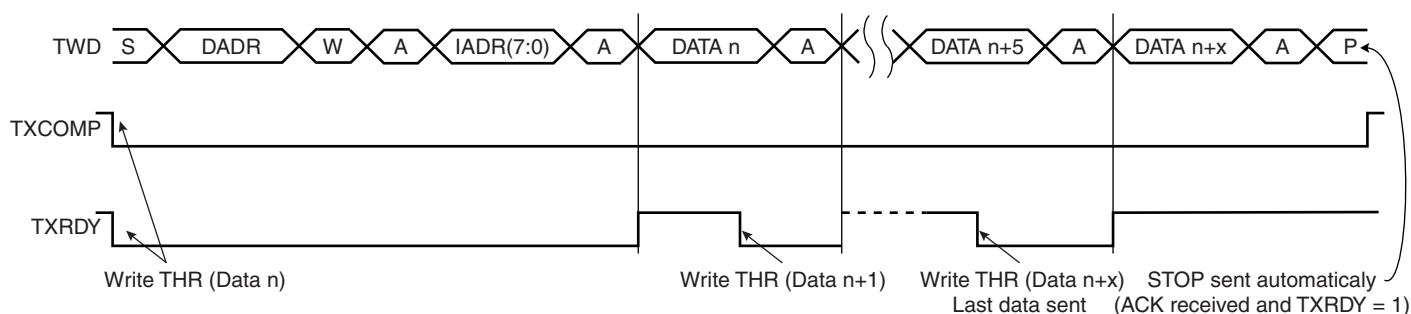 TWD S DADR W A IADR(7:0) A DATA n A DATA n+5 A DATA n+x A P
TXCOMP
TXRDY
Write THR (Data n) Write THR (Data n+1) Write THR (Data n+x) STOP sent automaticaly
Last data sent (ACK received and TXRDY = 1)